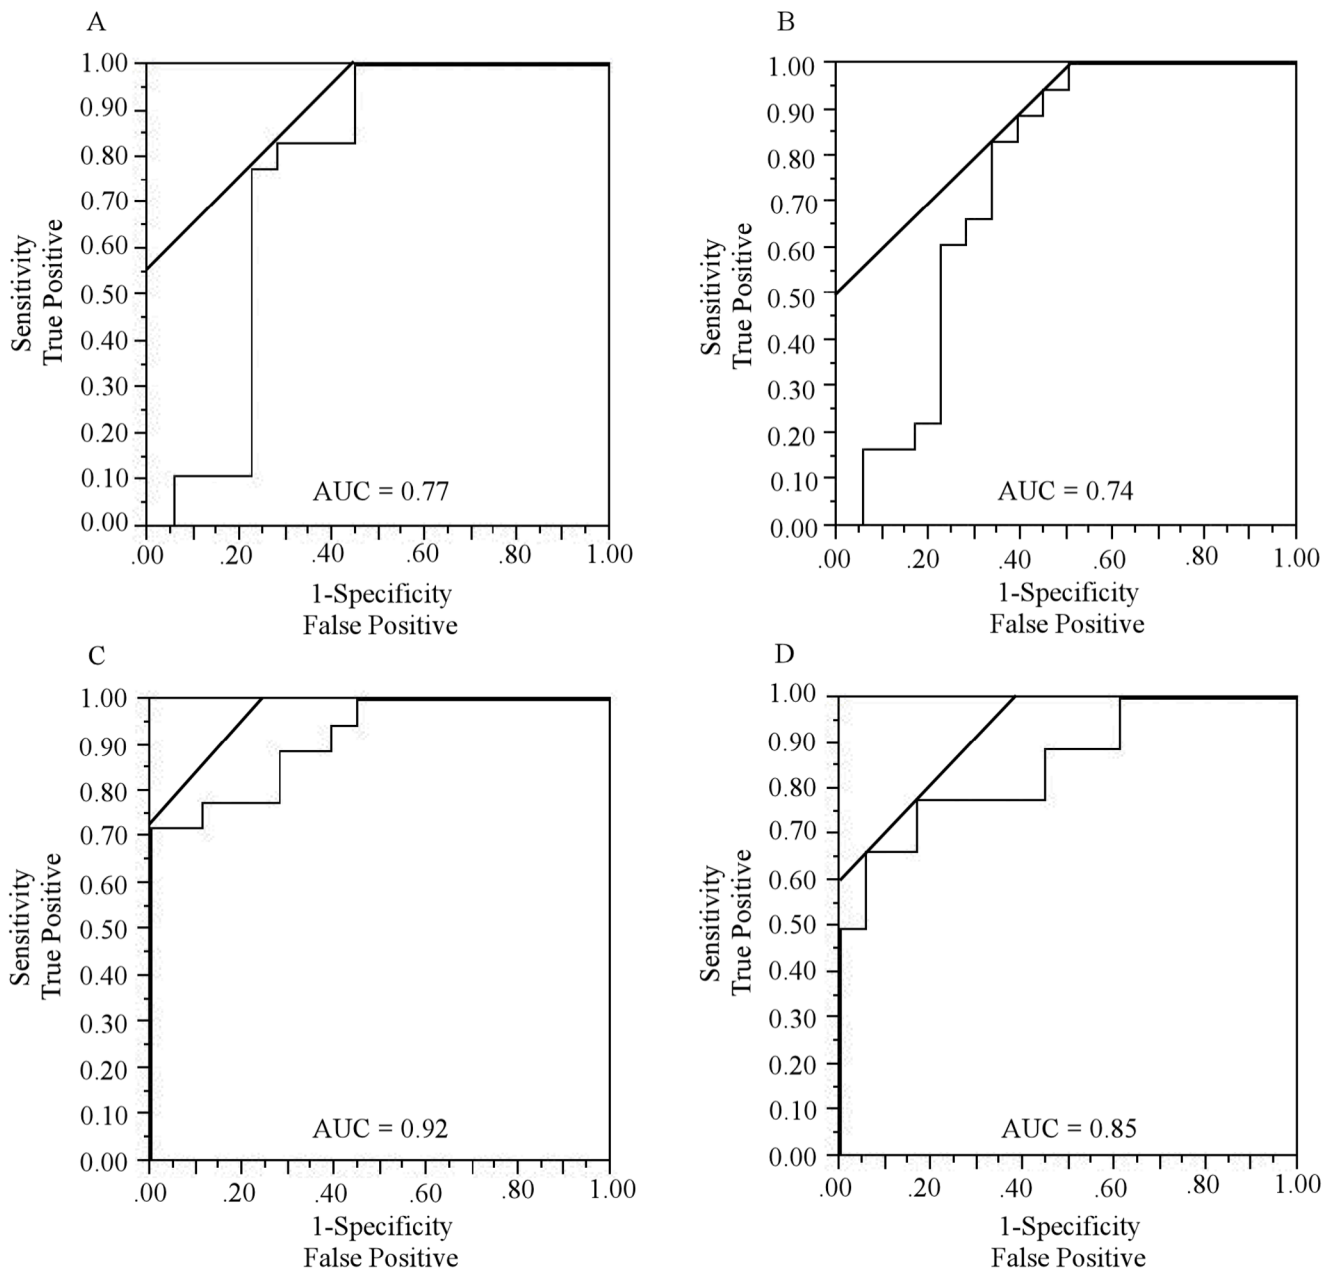 A
1.00
0.90
0.80
0.70
0.60
0.50
0.40
0.30
0.20
0.10
0.00
Sensitivity
True Positive
AUC = 0.77
.00 .20 .40 .60 .80 1.00
1-Specificity
False Positive
B
1.00
0.90
0.80
0.70
0.60
0.50
0.40
0.30
0.20
0.10
0.00
Sensitivity
True Positive
AUC = 0.74
.00 .20 .40 .60 .80 1.00
1-Specificity
False Positive
C
1.00
0.90
0.80
0.70
0.60
0.50
0.40
0.30
0.20
0.10
0.00
Sensitivity
True Positive
AUC = 0.92
.00 .20 .40 .60 .80 1.00
1-Specificity
False Positive
D
1.00
0.90
0.80
0.70
0.60
0.50
0.40
0.30
0.20
0.10
0.00
Sensitivity
True Positive
AUC = 0.85
.00 .20 .40 .60 .80 1.00
1-Specificity
False Positive